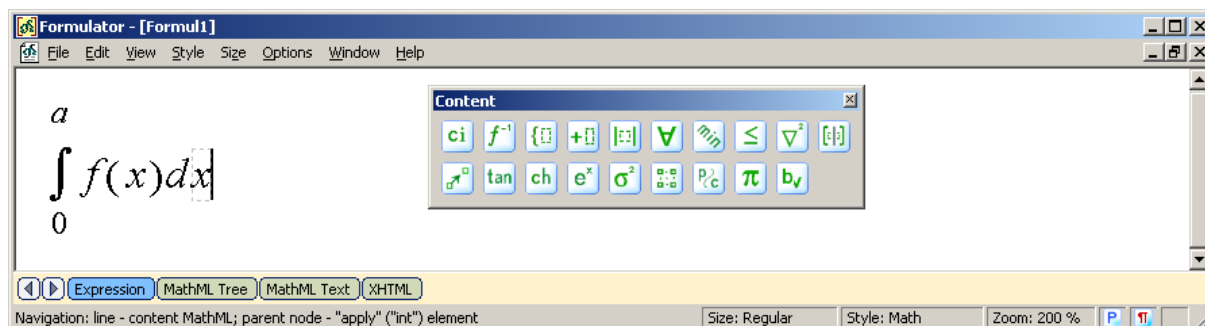 Formulator - [Formul1]
File Edit View Style Size Options Window Help
Content
ci f⁻¹ {▯ +▯ |▯| ∀ ≤ ∇² 
tan ch eˣ σ² P C π b√
a
∫ f(x)dx
0
Expression MathML Tree MathML Text XHTML
Navigation: line - content MathML; parent node - "apply" ("int") element Size: Regular Style: Math Zoom: 200 % P ¶